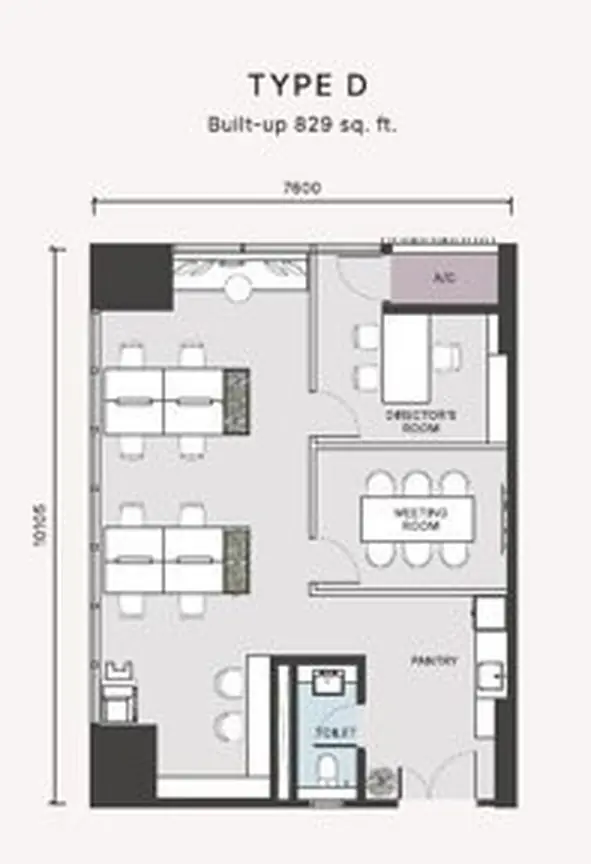 TYPE D
Built-up 829 sq. ft.
7600
A/C
DIRECTOR'S
ROOM
10105
MEETING
ROOM
PANTRY
TOILET